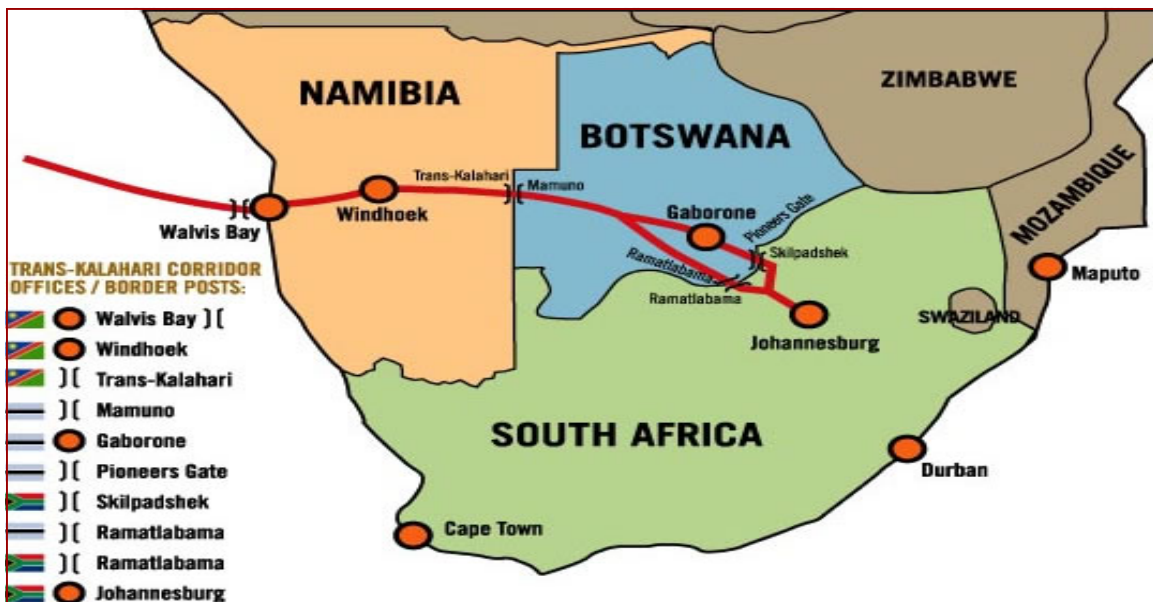 NAMIBIA
ZIMBABWE
BOTSWANA
MOZAMBIQUE
Trans-Kalahari
Mamuno
Walvis Bay
Windhoek
Gaborone
Pioneers Gate
Skilpadshek
Ramatlabama
Ramatlabama
Maputo
SWAZILAND
Johannesburg
SOUTH AFRICA
Durban
Cape Town
TRANS-KALAHARI CORRIDOR
OFFICES / BORDER POSTS:
Walvis Bay
Windhoek
Trans-Kalahari
Mamuno
Gaborone
Pioneers Gate
Skilpadshek
Ramatlabama
Ramatlabama
Johannesburg